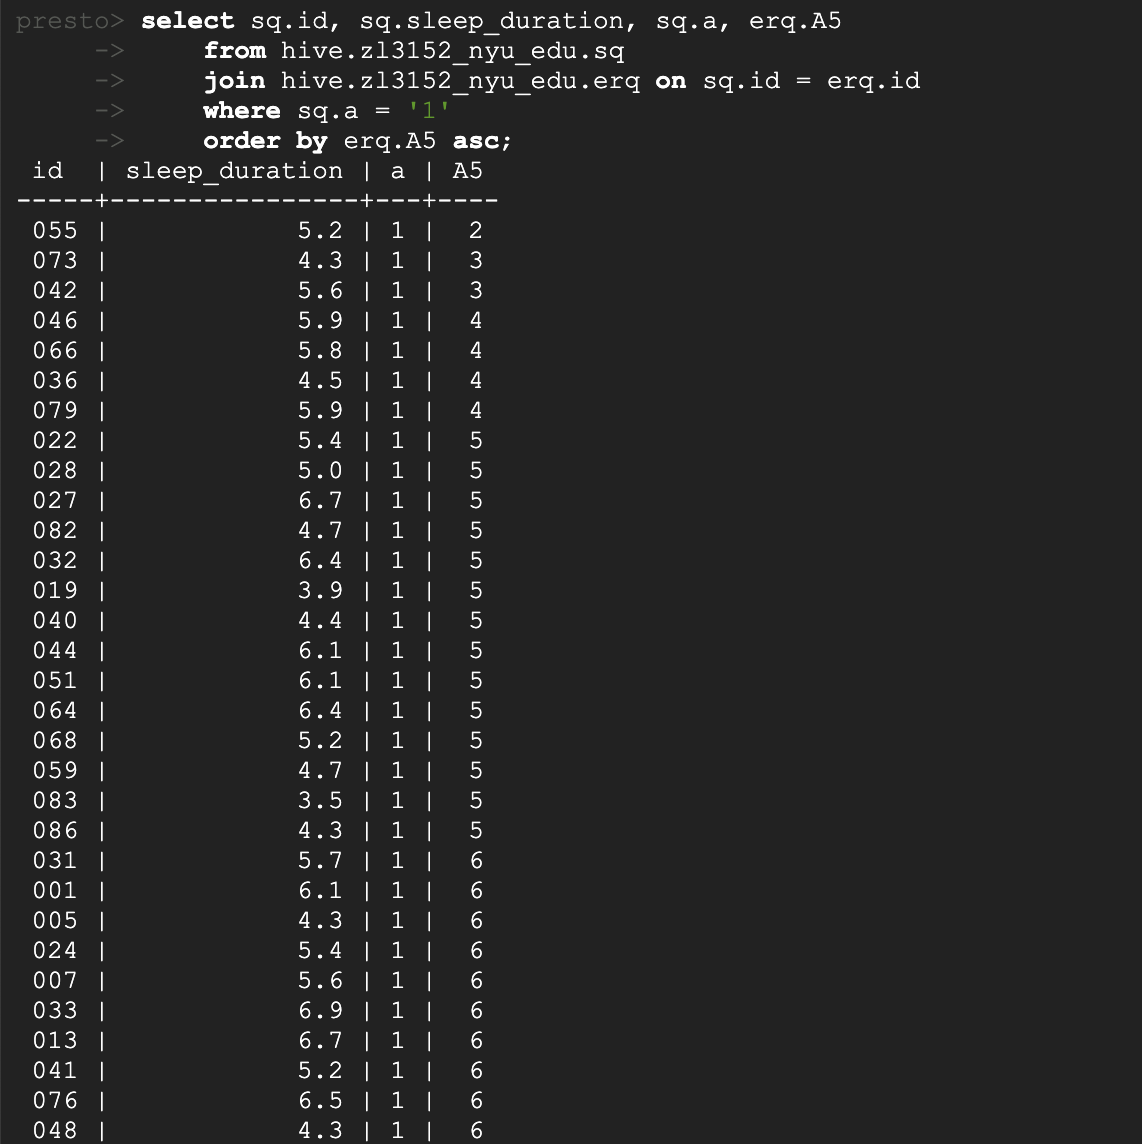 presto> select sq.id, sq.sleep_duration, sq.a, erq.A5
     ->     from hive.zl3152_nyu_edu.sq
     ->     join hive.zl3152_nyu_edu.erq on sq.id = erq.id
     ->     where sq.a = '1'
     ->     order by erq.A5 asc;
 id  | sleep_duration | a | A5
-----+----------------+---+----
 055 |            5.2 | 1 |  2
 073 |            4.3 | 1 |  3
 042 |            5.6 | 1 |  3
 046 |            5.9 | 1 |  4
 066 |            5.8 | 1 |  4
 036 |            4.5 | 1 |  4
 079 |            5.9 | 1 |  4
 022 |            5.4 | 1 |  5
 028 |            5.0 | 1 |  5
 027 |            6.7 | 1 |  5
 082 |            4.7 | 1 |  5
 032 |            6.4 | 1 |  5
 019 |            3.9 | 1 |  5
 040 |            4.4 | 1 |  5
 044 |            6.1 | 1 |  5
 051 |            6.1 | 1 |  5
 064 |            6.4 | 1 |  5
 068 |            5.2 | 1 |  5
 059 |            4.7 | 1 |  5
 083 |            3.5 | 1 |  5
 086 |            4.3 | 1 |  5
 031 |            5.7 | 1 |  6
 001 |            6.1 | 1 |  6
 005 |            4.3 | 1 |  6
 024 |            5.4 | 1 |  6
 007 |            5.6 | 1 |  6
 033 |            6.9 | 1 |  6
 013 |            6.7 | 1 |  6
 041 |            5.2 | 1 |  6
 076 |            6.5 | 1 |  6
 048 |            4.3 | 1 |  6